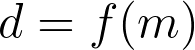 d = f(m)